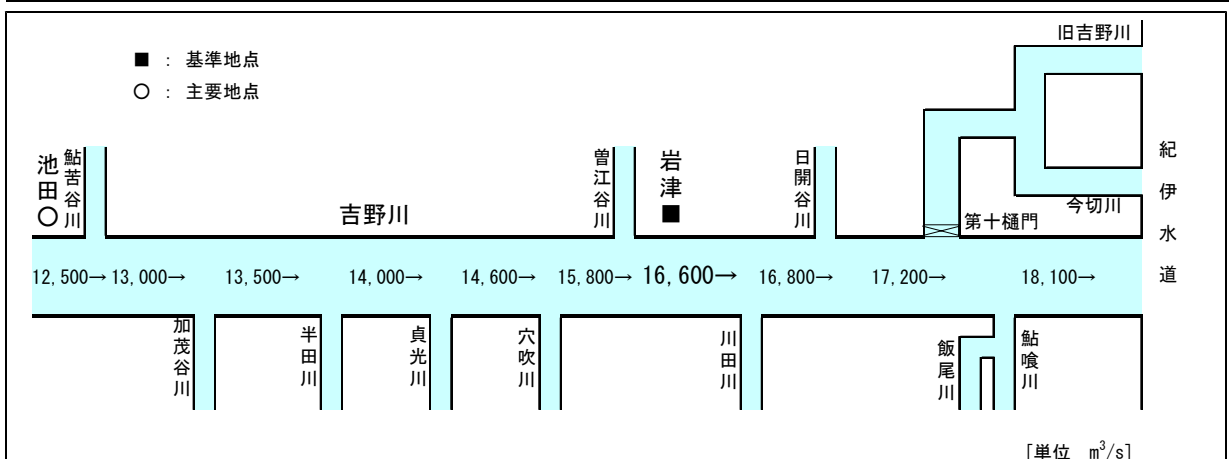 ■ : 基準地点
○ : 主要地点
旧吉野川
池田○
鮎苦谷川
曽江谷川
岩津■
日開谷川
吉野川
第十樋門
今切川
紀伊水道
12,500→ 13,000→ 13,500→ 14,000→ 14,600→ 15,800→ 16,600→ 16,800→ 17,200→ 18,100→
加茂谷川
半田川
貞光川
穴吹川
川田川
飯尾川
鮎喰川
[単位 m³/s]